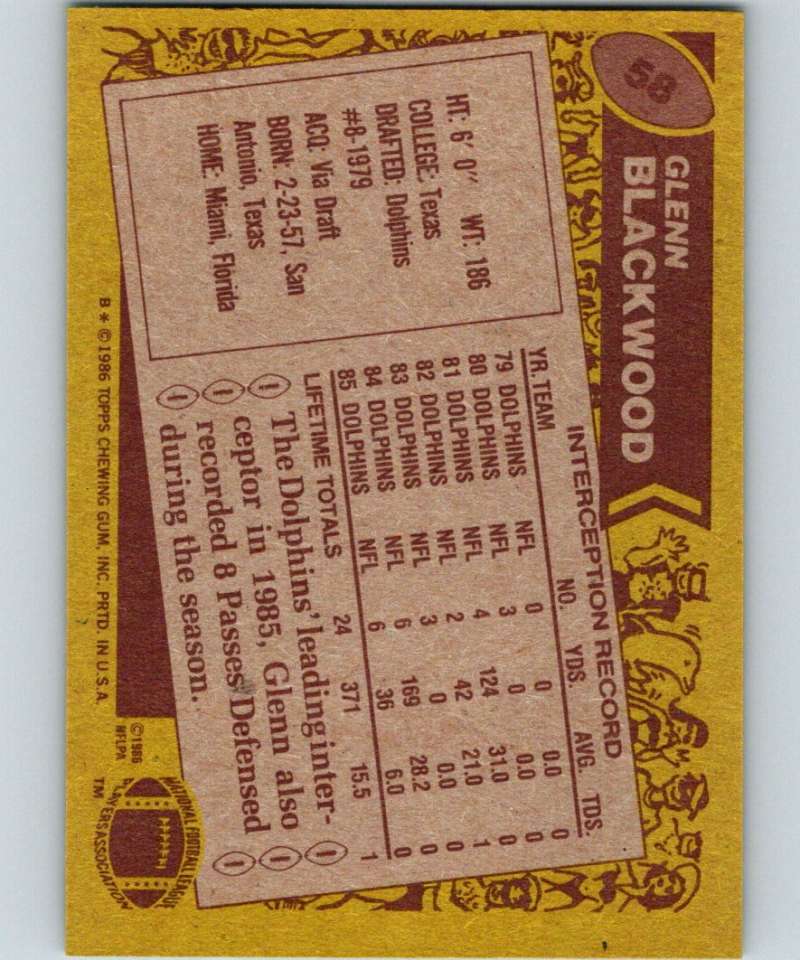 58
GLENN
BLACKWOOD
HT: 6' 0" WT: 186
COLLEGE: Texas
DRAFTED: Dolphins
#8-1979
ACQ: Via Draft
BORN: 2-23-57, San
Antonio, Texas
HOME: Miami, Florida
INTERCEPTION RECORD
YR. TEAM NO. YDS. AVG. TDS.
79 DOLPHINS NFL 0 0 0.0 0
80 DOLPHINS NFL 3 0 0.0 0
81 DOLPHINS NFL 4 124 31.0 0
82 DOLPHINS NFL 2 42 21.0 1
83 DOLPHINS NFL 3 0 0.0 0
84 DOLPHINS NFL 6 169 28.2 0
85 DOLPHINS NFL 6 36 6.0 0
LIFETIME TOTALS 24 371 15.5 1
The Dolphins' leading inter-
ceptor in 1985, Glenn also
recorded 8 Passes Defensed
during the season.
B * © 1986 TOPPS CHEWING GUM, INC. PRTD. IN U.S.A.
© 1986
NFLPA
NATIONAL FOOTBALL LEAGUE
PLAYERS ASSOCIATION
TM